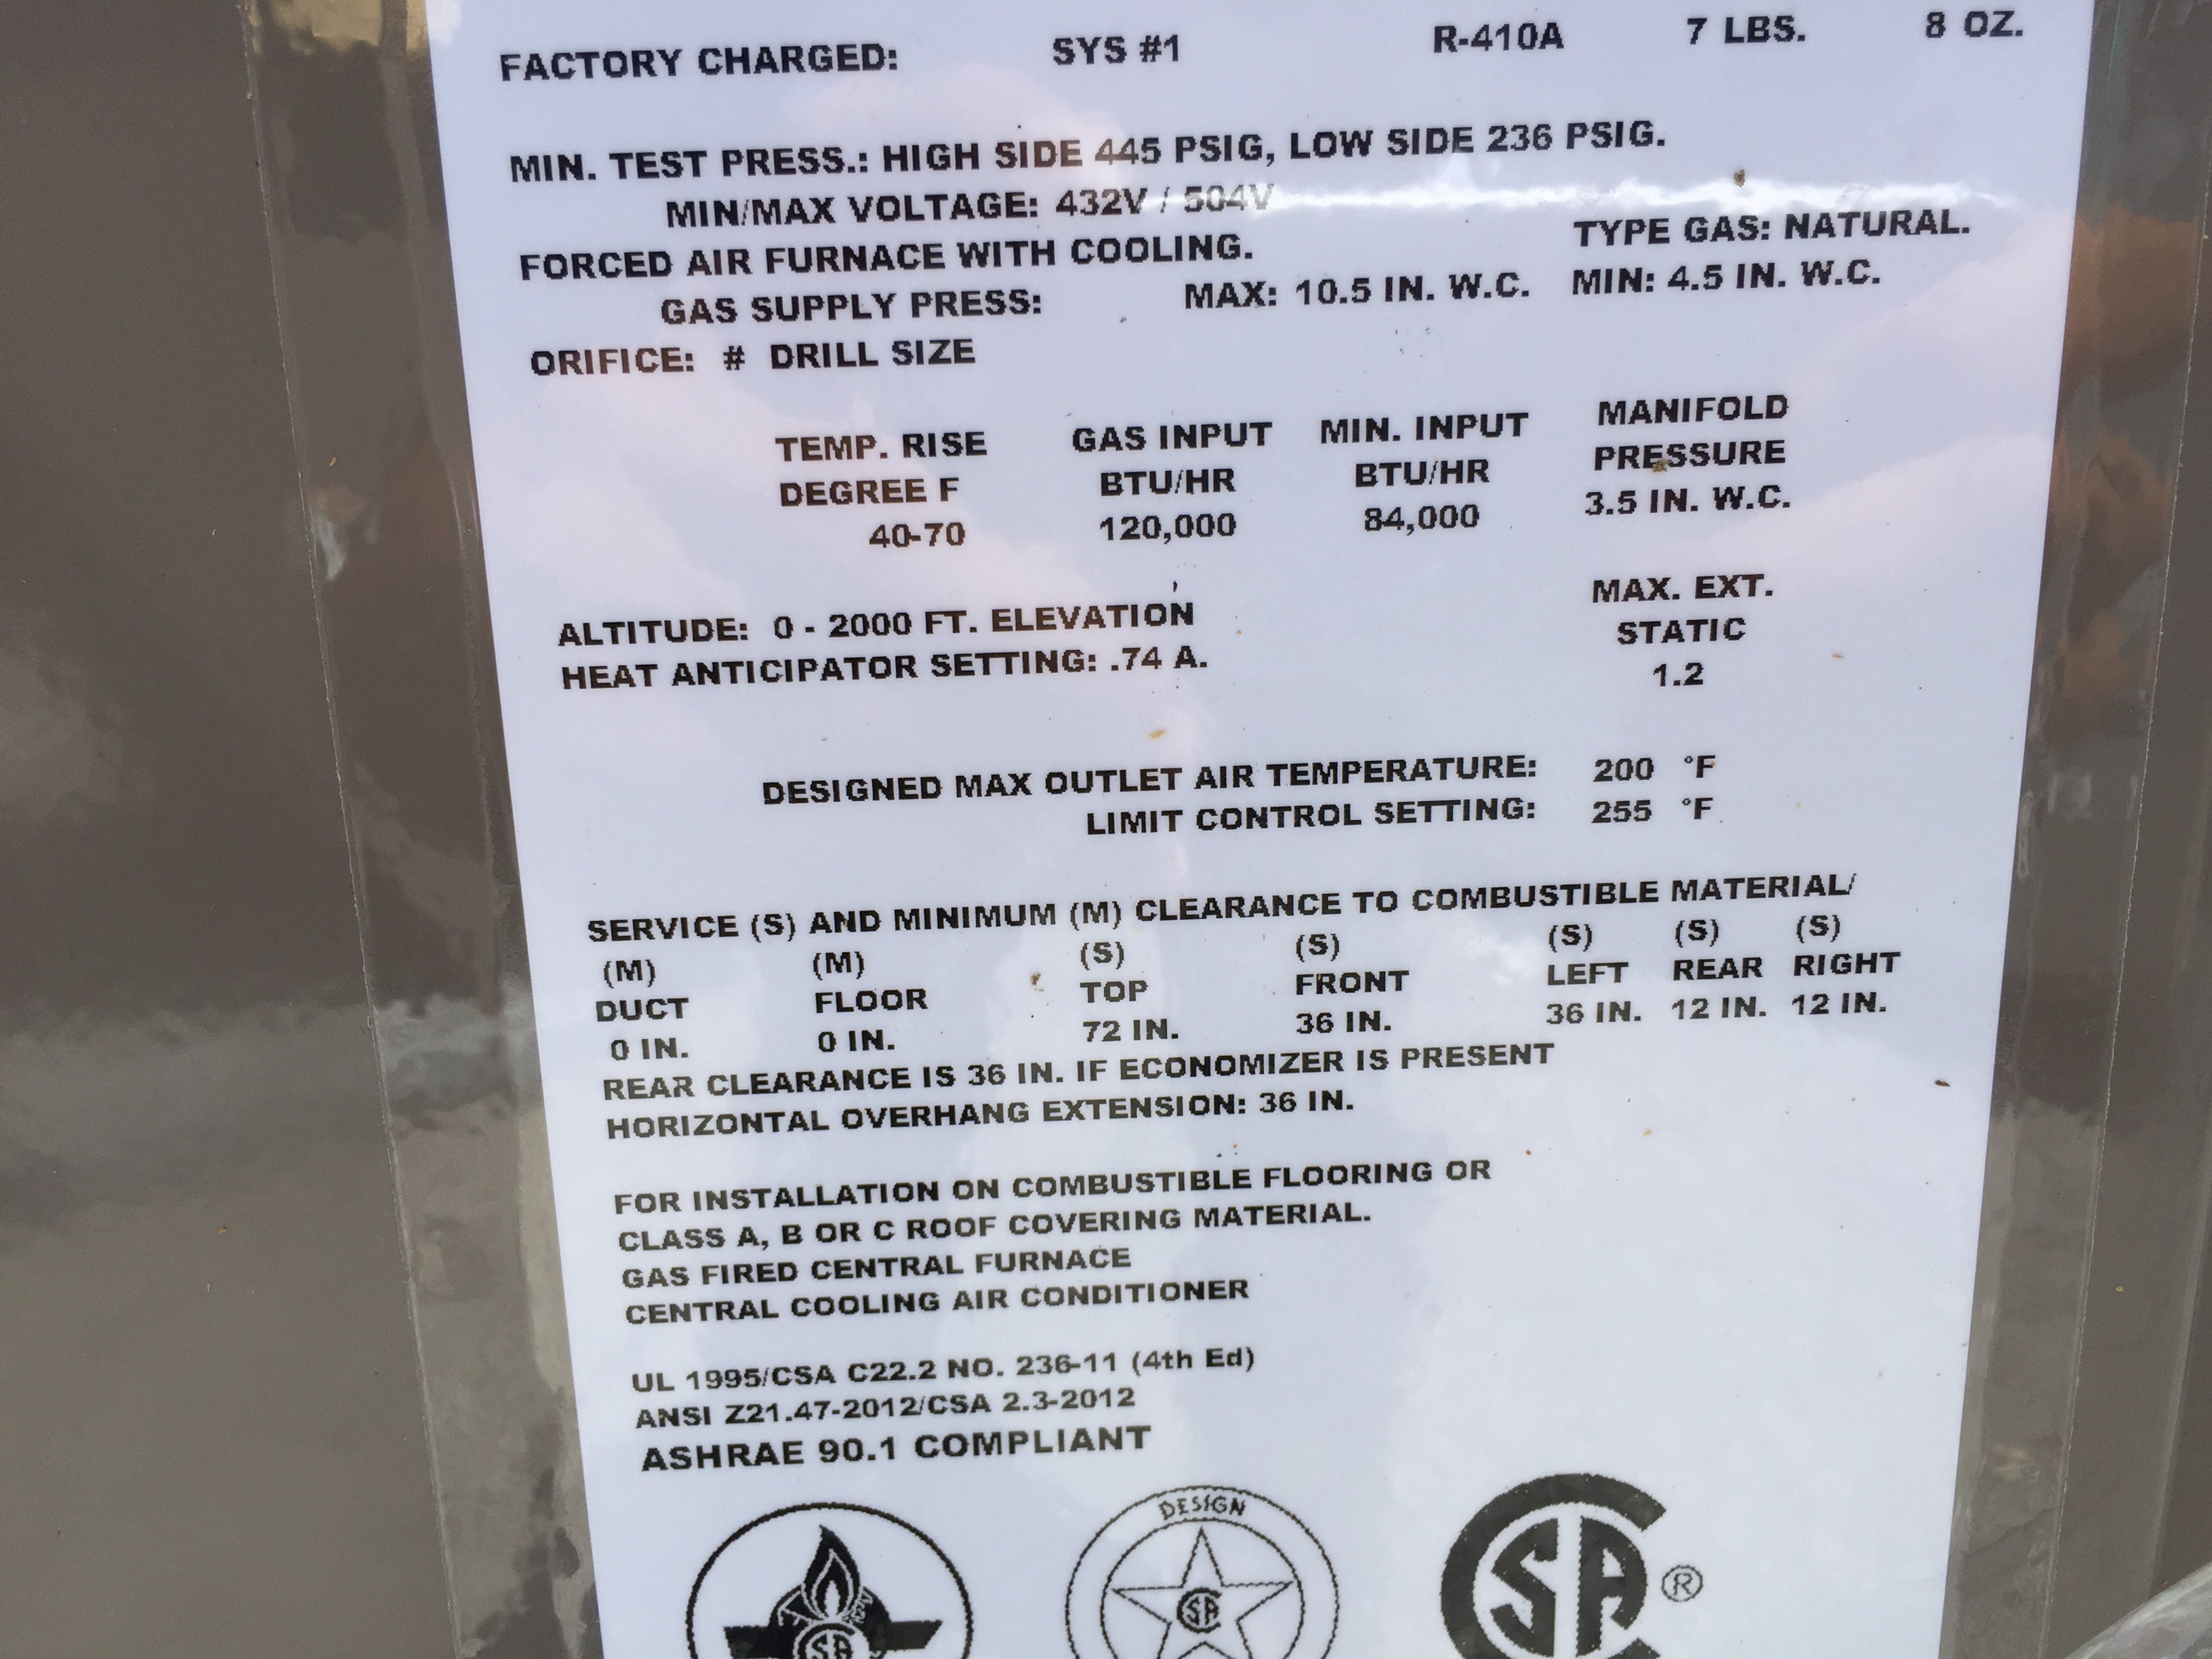 FACTORY CHARGED: SYS #1 R-410A 7 LBS. 8 OZ.
MIN. TEST PRESS.: HIGH SIDE 445 PSIG, LOW SIDE 236 PSIG.
MIN/MAX VOLTAGE: 432V / 504V
FORCED AIR FURNACE WITH COOLING. TYPE GAS: NATURAL.
GAS SUPPLY PRESS: MAX: 10.5 IN. W.C. MIN: 4.5 IN. W.C.
ORIFICE: # DRILL SIZE
TEMP. RISE GAS INPUT MIN. INPUT MANIFOLD
DEGREE F BTU/HR BTU/HR PRESSURE
40-70 120,000 84,000 3.5 IN. W.C.
ALTITUDE: 0 - 2000 FT. ELEVATION MAX. EXT.
HEAT ANTICIPATOR SETTING: .74 A. STATIC
1.2
DESIGNED MAX OUTLET AIR TEMPERATURE: 200 °F
LIMIT CONTROL SETTING: 255 °F
SERVICE (S) AND MINIMUM (M) CLEARANCE TO COMBUSTIBLE MATERIAL/
(M) (M) (S) (S) (S) (S) (S)
DUCT FLOOR TOP FRONT LEFT REAR RIGHT
0 IN. 0 IN. 72 IN. 36 IN. 36 IN. 12 IN. 12 IN.
REAR CLEARANCE IS 36 IN. IF ECONOMIZER IS PRESENT
HORIZONTAL OVERHANG EXTENSION: 36 IN.
FOR INSTALLATION ON COMBUSTIBLE FLOORING OR
CLASS A, B OR C ROOF COVERING MATERIAL.
GAS FIRED CENTRAL FURNACE
CENTRAL COOLING AIR CONDITIONER
UL 1995/CSA C22.2 NO. 236-11 (4th Ed)
ANSI Z21.47-2012/CSA 2.3-2012
ASHRAE 90.1 COMPLIANT
DESIGN
SA SA SA ®